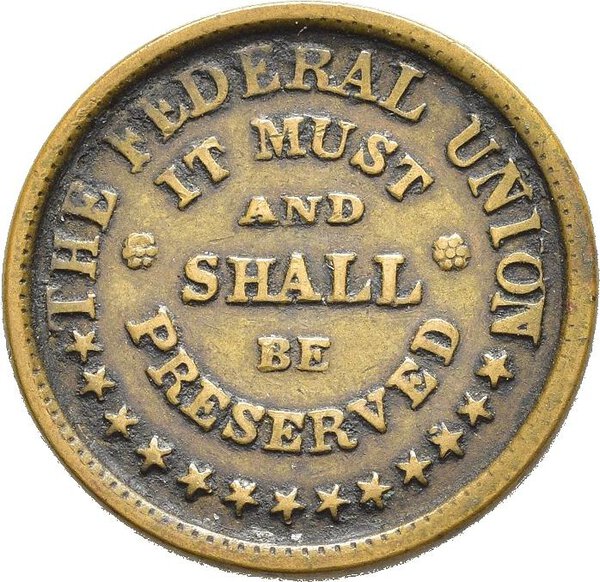 THE FEDERAL UNION
IT MUST
AND
SHALL
BE
PRESERVED